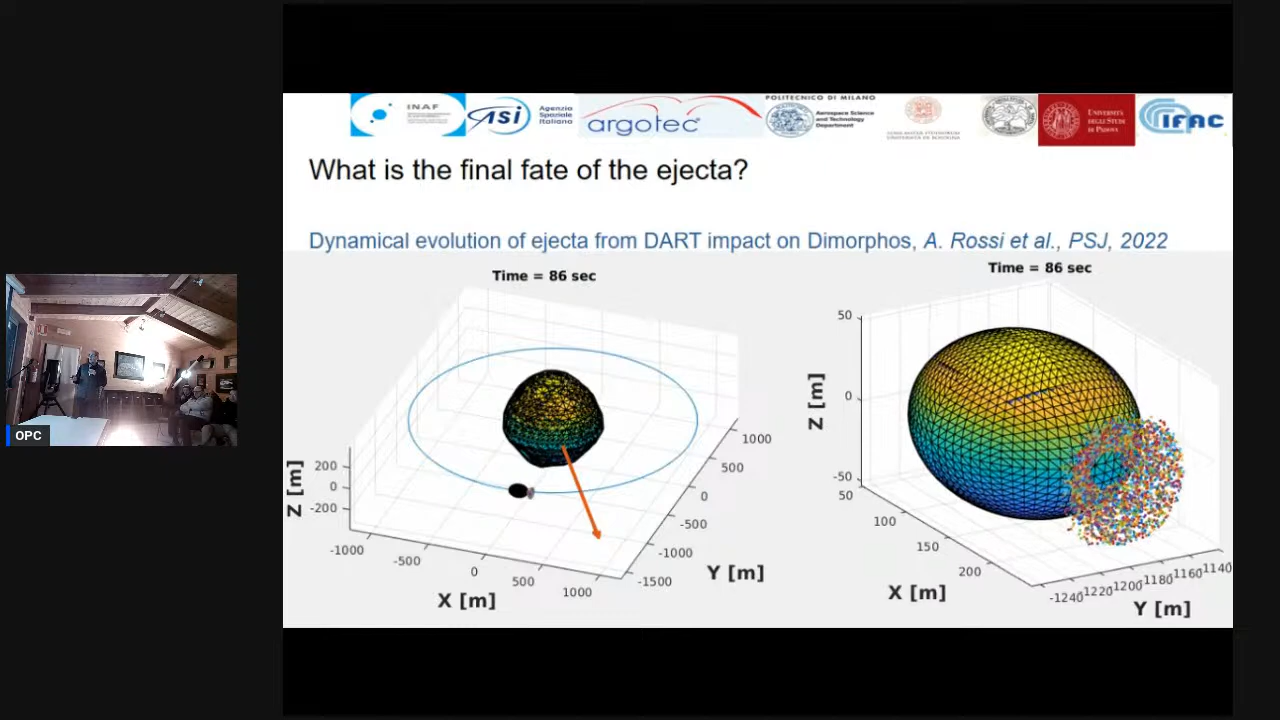 INAF
ASI
Agenzia
Spaziale
Italiana
argotec
POLITECNICO DI MILANO
Aerospace Science
and Technology
Department
UNIVERSITÀ
DEGLI STUDI
DI PADOVA
IFAC
What is the final fate of the ejecta?
Dynamical evolution of ejecta from DART impact on Dimorphos, A. Rossi et al., PSJ, 2022
Time = 86 sec
Z [m]
200
0
-200
-1000
-500
0
500
1000
X [m]
1000
500
0
-500
-1000
-1500
Y [m]
Time = 86 sec
Z [m]
50
0
-50
50
100
150
200
X [m]
-1240
1220
1200
1180
1160
1140
Y [m]
OPC